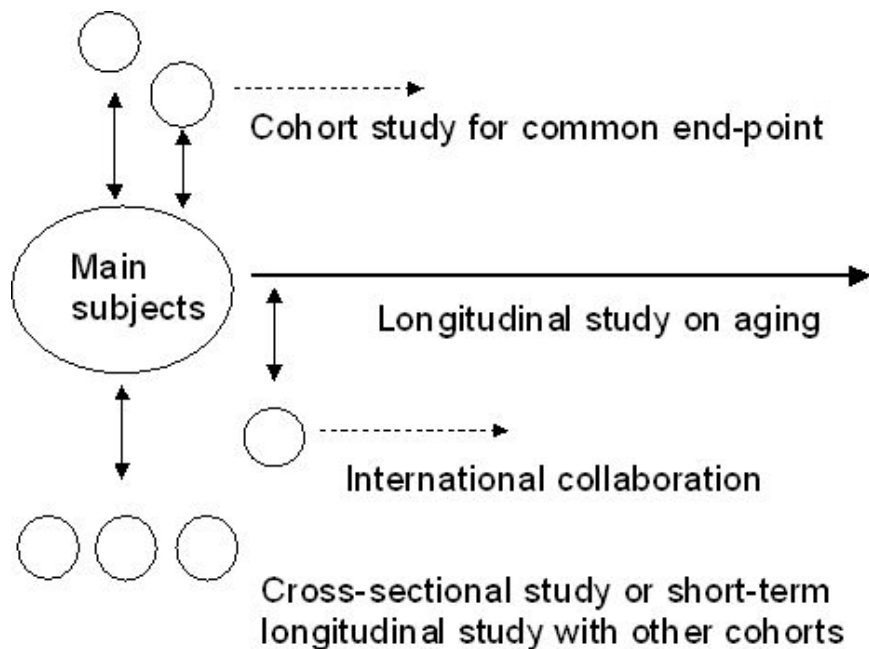 Cohort study for common end-point
Main
subjects
Longitudinal study on aging
International collaboration
Cross-sectional study or short-term
longitudinal study with other cohorts